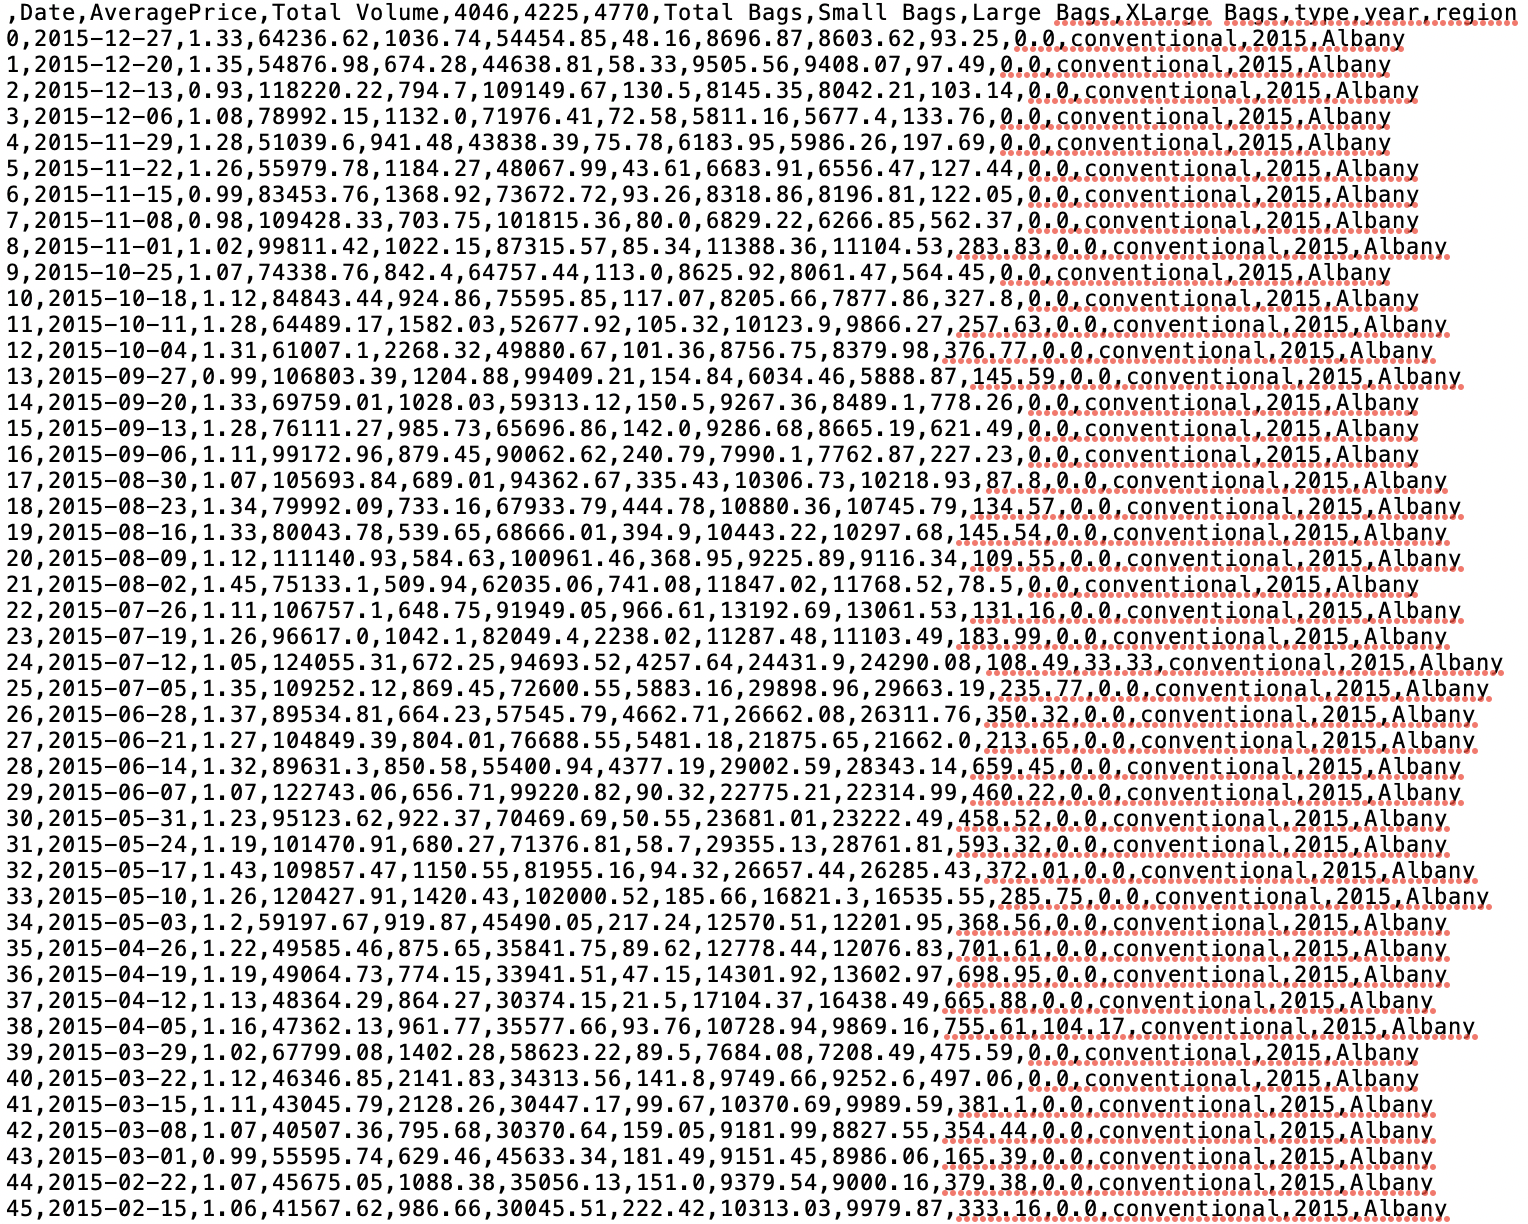 ,Date,AveragePrice,Total Volume,4046,4225,4770,Total Bags,Small Bags,Large Bags,XLarge Bags,type,year,region
0,2015-12-27,1.33,64236.62,1036.74,54454.85,48.16,8696.87,8603.62,93.25,0.0,conventional,2015,Albany
1,2015-12-20,1.35,54876.98,674.28,44638.81,58.33,9505.56,9408.07,97.49,0.0,conventional,2015,Albany
2,2015-12-13,0.93,118220.22,794.7,109149.67,130.5,8145.35,8042.21,103.14,0.0,conventional,2015,Albany
3,2015-12-06,1.08,78992.15,1132.0,71976.41,72.58,5811.16,5677.4,133.76,0.0,conventional,2015,Albany
4,2015-11-29,1.28,51039.6,941.48,43838.39,75.78,6183.95,5986.26,197.69,0.0,conventional,2015,Albany
5,2015-11-22,1.26,55979.78,1184.27,48067.99,43.61,6683.91,6556.47,127.44,0.0,conventional,2015,Albany
6,2015-11-15,0.99,83453.76,1368.92,73672.72,93.26,8318.86,8196.81,122.05,0.0,conventional,2015,Albany
7,2015-11-08,0.98,109428.33,703.75,101815.36,80.0,6829.22,6266.85,562.37,0.0,conventional,2015,Albany
8,2015-11-01,1.02,99811.42,1022.15,87315.57,85.34,11388.36,11104.53,283.83,0.0,conventional,2015,Albany
9,2015-10-25,1.07,74338.76,842.4,64757.44,113.0,8625.92,8061.47,564.45,0.0,conventional,2015,Albany
10,2015-10-18,1.12,84843.44,924.86,75595.85,117.07,8205.66,7877.86,327.8,0.0,conventional,2015,Albany
11,2015-10-11,1.28,64489.17,1582.03,52677.92,105.32,10123.9,9866.27,257.63,0.0,conventional,2015,Albany
12,2015-10-04,1.31,61007.1,2268.32,49880.67,101.36,8756.75,8379.98,376.77,0.0,conventional,2015,Albany
13,2015-09-27,0.99,106803.39,1204.88,99409.21,154.84,6034.46,5888.87,145.59,0.0,conventional,2015,Albany
14,2015-09-20,1.33,69759.01,1028.03,59313.12,150.5,9267.36,8489.1,778.26,0.0,conventional,2015,Albany
15,2015-09-13,1.28,76111.27,985.73,65696.86,142.0,9286.68,8665.19,621.49,0.0,conventional,2015,Albany
16,2015-09-06,1.11,99172.96,879.45,90062.62,240.79,7990.1,7762.87,227.23,0.0,conventional,2015,Albany
17,2015-08-30,1.07,105693.84,689.01,94362.67,335.43,10306.73,10218.93,87.8,0.0,conventional,2015,Albany
18,2015-08-23,1.34,79992.09,733.16,67933.79,444.78,10880.36,10745.79,134.57,0.0,conventional,2015,Albany
19,2015-08-16,1.33,80043.78,539.65,68666.01,394.9,10443.22,10297.68,145.54,0.0,conventional,2015,Albany
20,2015-08-09,1.12,111140.93,584.63,100961.46,368.95,9225.89,9116.34,109.55,0.0,conventional,2015,Albany
21,2015-08-02,1.45,75133.1,509.94,62035.06,741.08,11847.02,11768.52,78.5,0.0,conventional,2015,Albany
22,2015-07-26,1.11,106757.1,648.75,91949.05,966.61,13192.69,13061.53,131.16,0.0,conventional,2015,Albany
23,2015-07-19,1.26,96617.0,1042.1,82049.4,2238.02,11287.48,11103.49,183.99,0.0,conventional,2015,Albany
24,2015-07-12,1.05,124055.31,672.25,94693.52,4257.64,24431.9,24290.08,108.49,33.33,conventional,2015,Albany
25,2015-07-05,1.35,109252.12,869.45,72600.55,5883.16,29898.96,29663.19,235.77,0.0,conventional,2015,Albany
26,2015-06-28,1.37,89534.81,664.23,57545.79,4662.71,26662.08,26311.76,350.32,0.0,conventional,2015,Albany
27,2015-06-21,1.27,104849.39,804.01,76688.55,5481.18,21875.65,21662.0,213.65,0.0,conventional,2015,Albany
28,2015-06-14,1.32,89631.3,850.58,55400.94,4377.19,29002.59,28343.14,659.45,0.0,conventional,2015,Albany
29,2015-06-07,1.07,122743.06,656.71,99220.82,90.32,22775.21,22314.99,460.22,0.0,conventional,2015,Albany
30,2015-05-31,1.23,95123.62,922.37,70469.69,50.55,23681.01,23222.49,458.52,0.0,conventional,2015,Albany
31,2015-05-24,1.19,101470.91,680.27,71376.81,58.7,29355.13,28761.81,593.32,0.0,conventional,2015,Albany
32,2015-05-17,1.43,109857.47,1150.55,81955.16,94.32,26657.44,26285.43,372.01,0.0,conventional,2015,Albany
33,2015-05-10,1.26,120427.91,1420.43,102000.52,185.66,16821.3,16535.55,285.75,0.0,conventional,2015,Albany
34,2015-05-03,1.2,59197.67,919.87,45490.05,217.24,12570.51,12201.95,368.56,0.0,conventional,2015,Albany
35,2015-04-26,1.22,49585.46,875.65,35841.75,89.62,12778.44,12076.83,701.61,0.0,conventional,2015,Albany
36,2015-04-19,1.19,49064.73,774.15,33941.51,47.15,14301.92,13602.97,698.95,0.0,conventional,2015,Albany
37,2015-04-12,1.13,48364.29,864.27,30374.15,21.5,17104.37,16438.49,665.88,0.0,conventional,2015,Albany
38,2015-04-05,1.16,47362.13,961.77,35577.66,93.76,10728.94,9869.16,755.61,104.17,conventional,2015,Albany
39,2015-03-29,1.02,67799.08,1402.28,58623.22,89.5,7684.08,7208.49,475.59,0.0,conventional,2015,Albany
40,2015-03-22,1.12,46346.85,2141.83,34313.56,141.8,9749.66,9252.6,497.06,0.0,conventional,2015,Albany
41,2015-03-15,1.11,43045.79,2128.26,30447.17,99.67,10370.69,9989.59,381.1,0.0,conventional,2015,Albany
42,2015-03-08,1.07,40507.36,795.68,30370.64,159.05,9181.99,8827.55,354.44,0.0,conventional,2015,Albany
43,2015-03-01,0.99,55595.74,629.46,45633.34,181.49,9151.45,8986.06,165.39,0.0,conventional,2015,Albany
44,2015-02-22,1.07,45675.05,1088.38,35056.13,151.0,9379.54,9000.16,379.38,0.0,conventional,2015,Albany
45,2015-02-15,1.06,41567.62,986.66,30045.51,222.42,10313.03,9979.87,333.16,0.0,conventional,2015,Albany